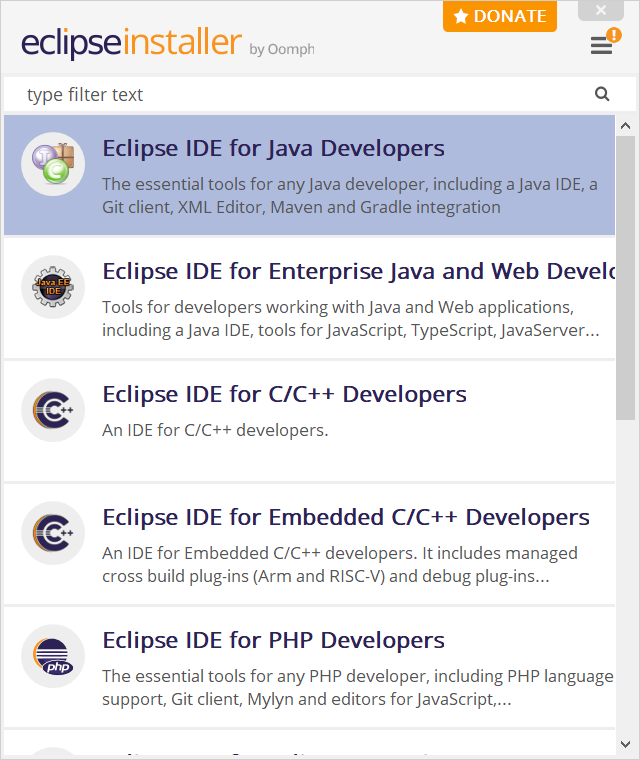 DONATE
eclipseinstaller by Oomph
type filter text
Eclipse IDE for Java Developers
The essential tools for any Java developer, including a Java IDE, a
Git client, XML Editor, Maven and Gradle integration
Eclipse IDE for Enterprise Java and Web Develo
Java EE
IDE
Tools for developers working with Java and Web applications,
including a Java IDE, tools for JavaScript, TypeScript, JavaServer...
Eclipse IDE for C/C++ Developers
C++
An IDE for C/C++ developers.
Eclipse IDE for Embedded C/C++ Developers
C++
An IDE for Embedded C/C++ developers. It includes managed
cross build plug-ins (Arm and RISC-V) and debug plug-ins...
Eclipse IDE for PHP Developers
php
The essential tools for any PHP developer, including PHP language
support, Git client, Mylyn and editors for JavaScript,...